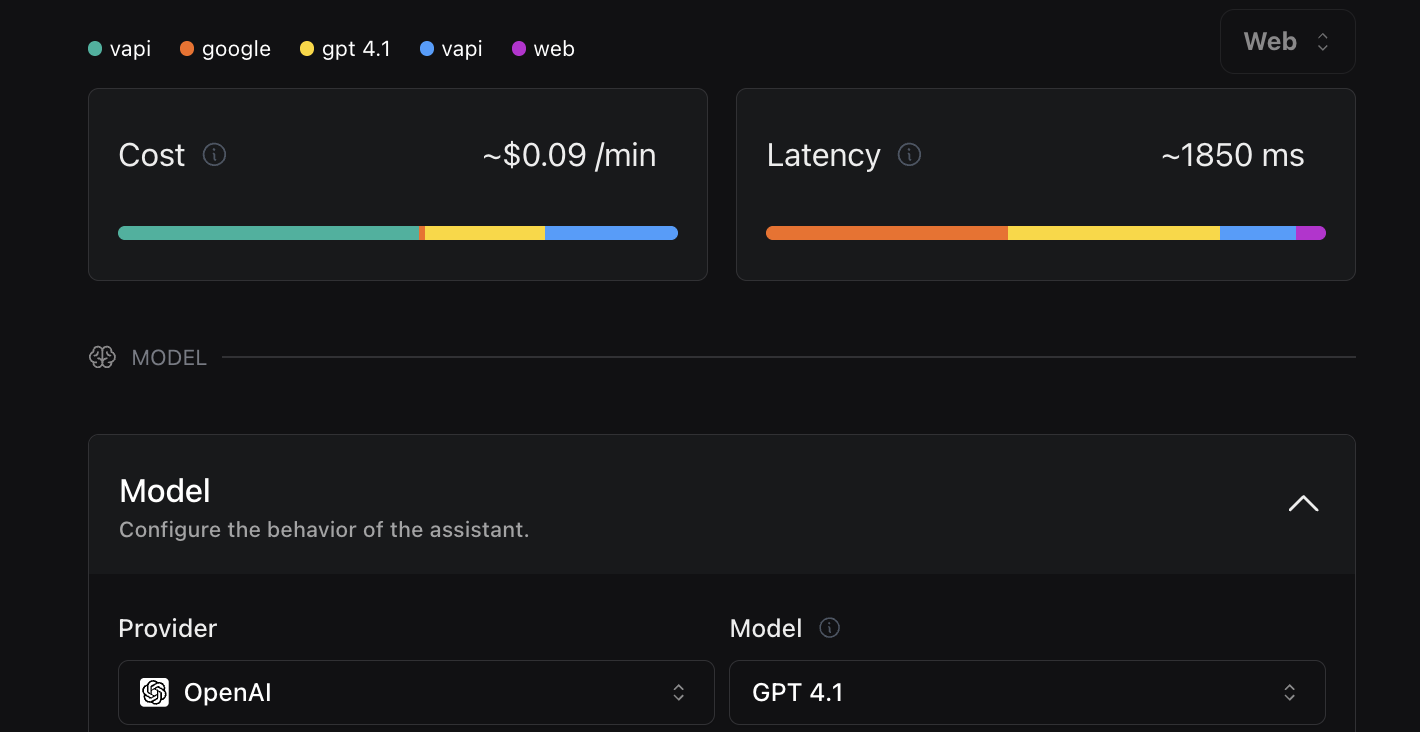 vapi google gpt 4.1 vapi web
Web
Cost ~$0.09 /min
Latency ~1850 ms
MODEL
Model
Configure the behavior of the assistant.
Provider
OpenAI
Model
GPT 4.1